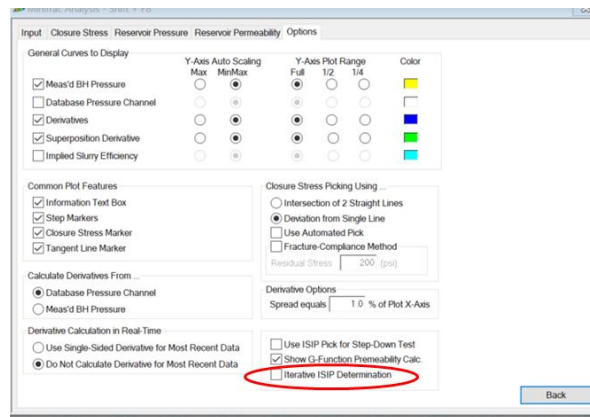 Minifrac Analysis - Shift + F8
Input Closure Stress Reservoir Pressure Reservoir Permeability Options
General Curves to Display
Y-Axis Auto Scaling Y-Axis Plot Range Color
Max MinMax Full 1/2 1/4
Meas'd BH Pressure
Database Pressure Channel
Derivatives
Superposition Derivative
Implied Slurry Efficiency
Common Plot Features
Information Text Box
Step Markers
Closure Stress Marker
Tangent Line Marker
Closure Stress Picking Using ...
Intersection of 2 Straight Lines
Deviation from Single Line
Use Automated Pick
Fracture-Compliance Method
Residual Stress 200 (psi)
Calculate Derivatives From ...
Database Pressure Channel
Meas'd BH Pressure
Derivative Options
Spread equals 1.0 % of Plot X-Axis
Derivative Calculation in Real-Time
Use Single-Sided Derivative for Most Recent Data
Do Not Calculate Derivative for Most Recent Data
Use ISIP Pick for Step-Down Test
Show G-Function Premeability Calc.
Iterative ISIP Determination
Back